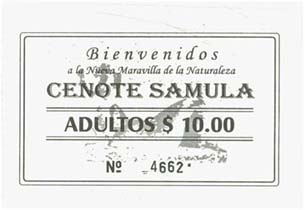 Bienvenidos
a la Nueva Maravilla de la Naturaleza
CENOTE SAMULA
ADULTOS $ 10.00
Nº 4662*